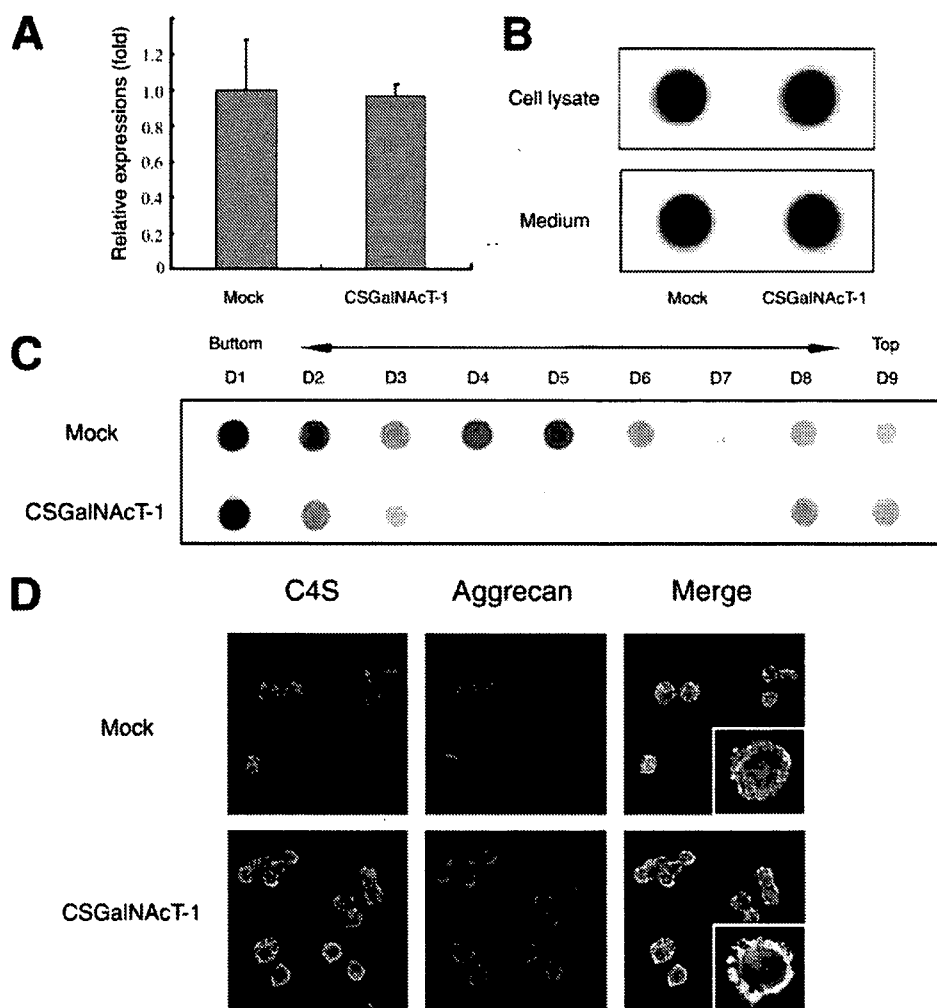 A
Relative expressions (fold)
1.2
1.0
0.8
0.6
0.4
0.2
0
Mock
CSGalNAcT-1
B
Cell lysate
Medium
Mock
CSGalNAcT-1
C
Buttom
Top
D1 D2 D3 D4 D5 D6 D7 D8 D9
Mock
CSGalNAcT-1
D
C4S
Aggrecan
Merge
Mock
CSGalNAcT-1